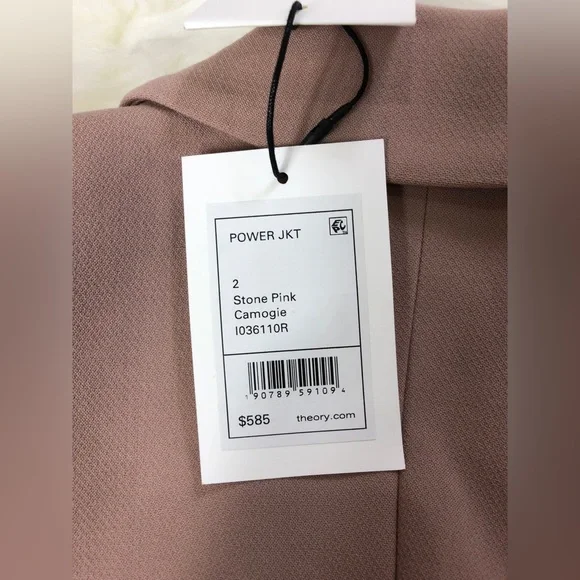 POWER JKT
2
Stone Pink
Camogie
I036110R
1 90789 59109 4
$585 theory.com